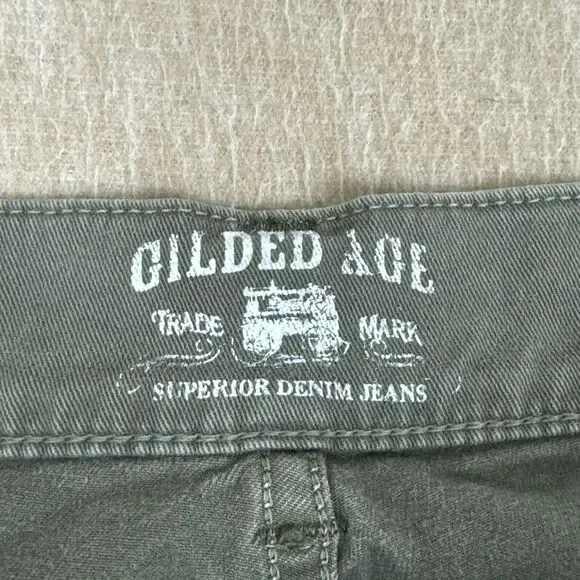 GILDED AGE
TRADE MARK
SUPERIOR DENIM JEANS